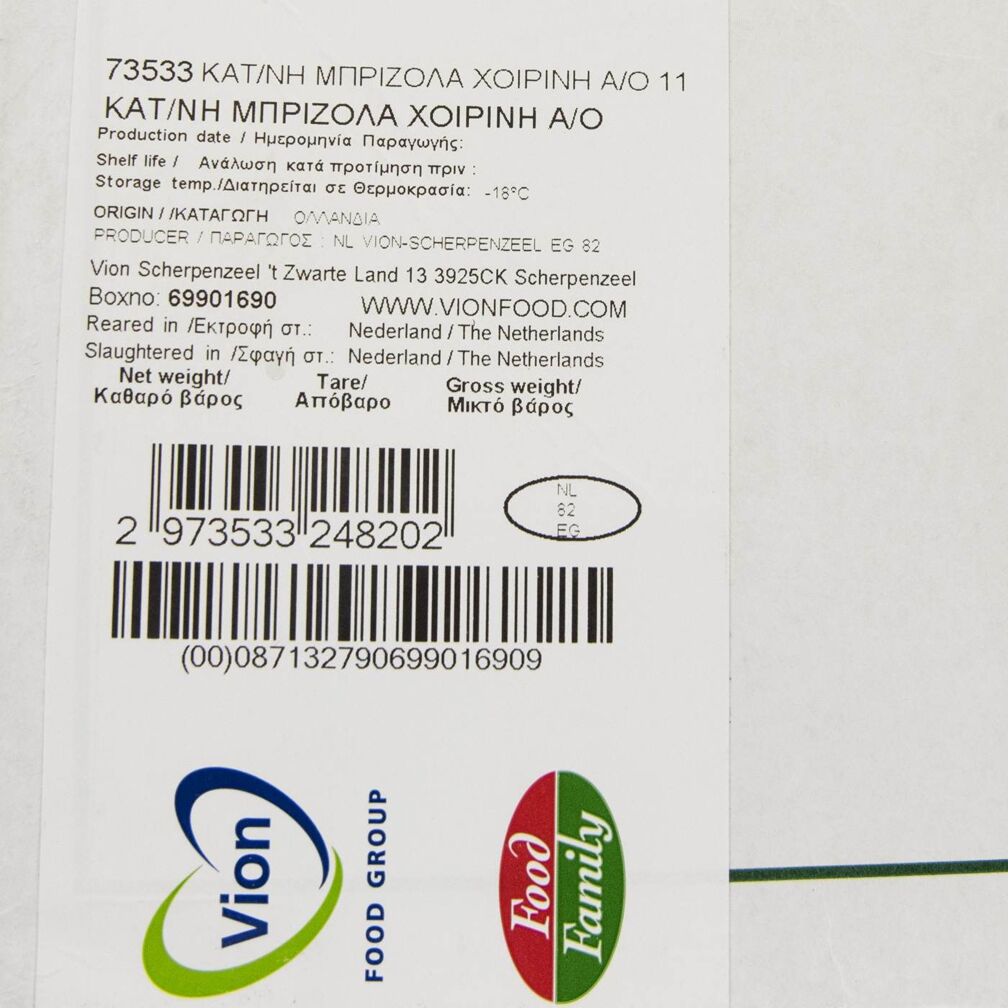 73533 ΚΑΤ/ΝΗ ΜΠΡΙΖΟΛΑ ΧΟΙΡΙΝΗ Α/Ο 11
ΚΑΤ/ΝΗ ΜΠΡΙΖΟΛΑ ΧΟΙΡΙΝΗ Α/Ο
Production date / Ημερομηνία Παραγωγής:
Shelf life / Ανάλωση κατά προτίμηση πριν :
Storage temp./Διατηρείται σε Θερμοκρασία: -18°C
ORIGIN / /ΚΑΤΑΓΩΓΗ ΟΛΛΑΝΔΙΑ
PRODUCER / ΠΑΡΑΓΩΓΟΣ : NL VION-SCHERPENZEEL EG 82
Vion Scherpenzeel 't Zwarte Land 13 3925CK Scherpenzeel
Boxno: 69901690 WWW.VIONFOOD.COM
Reared in /Εκτροφή στ.: Nederland / The Netherlands
Slaughtered in /Σφαγή στ.: Nederland / The Netherlands
Net weight/ Tare/ Gross weight/
Καθαρό βάρος Απόβαρο Μικτό βάρος
2 973533 248202
NL
82
EG
(00)087132790699016909
Vion
FOOD GROUP
Food
Family